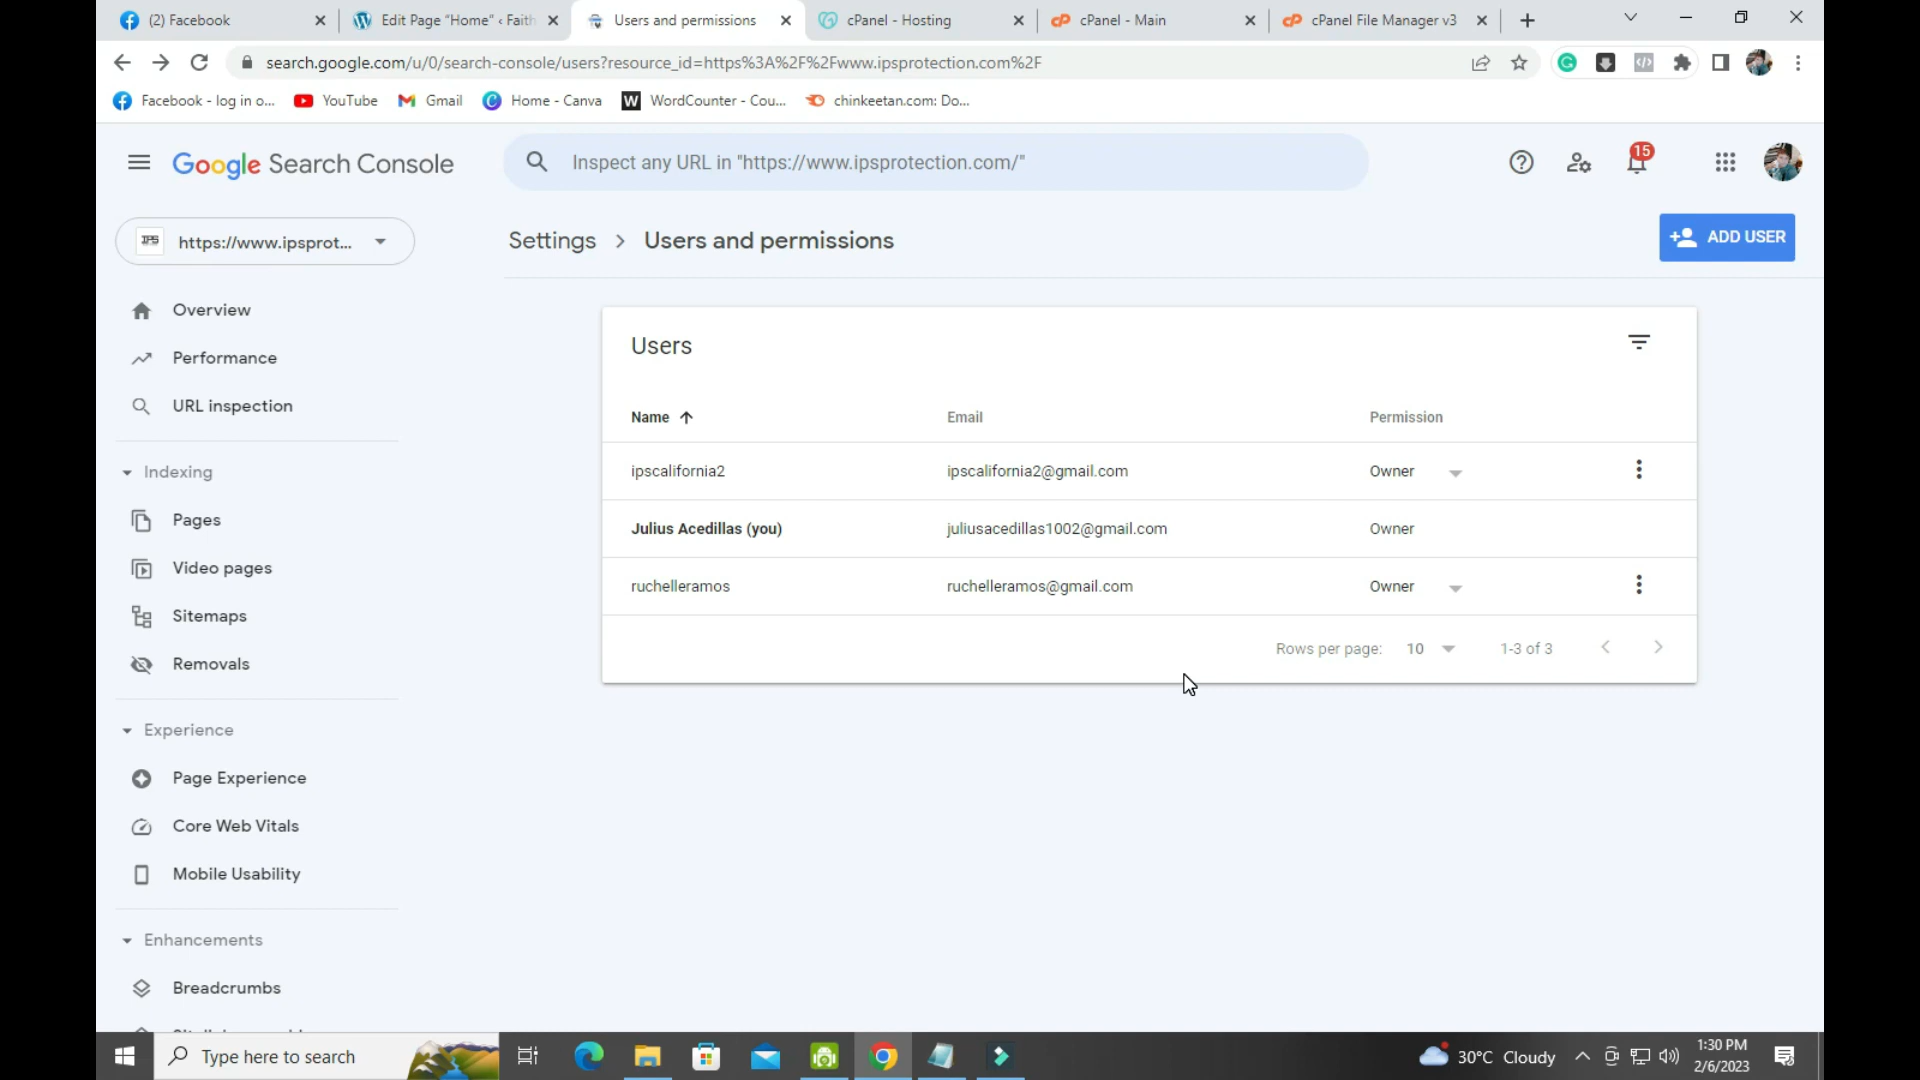 (2) Facebook
Edit Page "Home" ‹ Faith
Users and permissions
cPanel - Hosting
cPanel - Main
cPanel File Manager v3
search.google.com/u/0/search-console/users?resource_id=https%3A%2F%2Fwww.ipsprotection.com%2F
Facebook - log in o...
YouTube
Gmail
Home - Canva
WordCounter - Cou...
chinkeetan.com: Do...
Google Search Console
Inspect any URL in "https://www.ipsprotection.com/"
15
IPS
https://www.ipsprot...
Settings > Users and permissions
ADD USER
Overview
Performance
URL inspection
Indexing
Pages
Video pages
Sitemaps
Removals
Experience
Page Experience
Core Web Vitals
Mobile Usability
Enhancements
Breadcrumbs
Users
Name Email Permission
ipscalifornia2 ipscalifornia2@gmail.com Owner
Julius Acedillas (you) juliusacedillas1002@gmail.com Owner
ruchelleramos ruchelleramos@gmail.com Owner
Rows per page: 10 1-3 of 3
Type here to search
30°C Cloudy
1:30 PM
2/6/2023